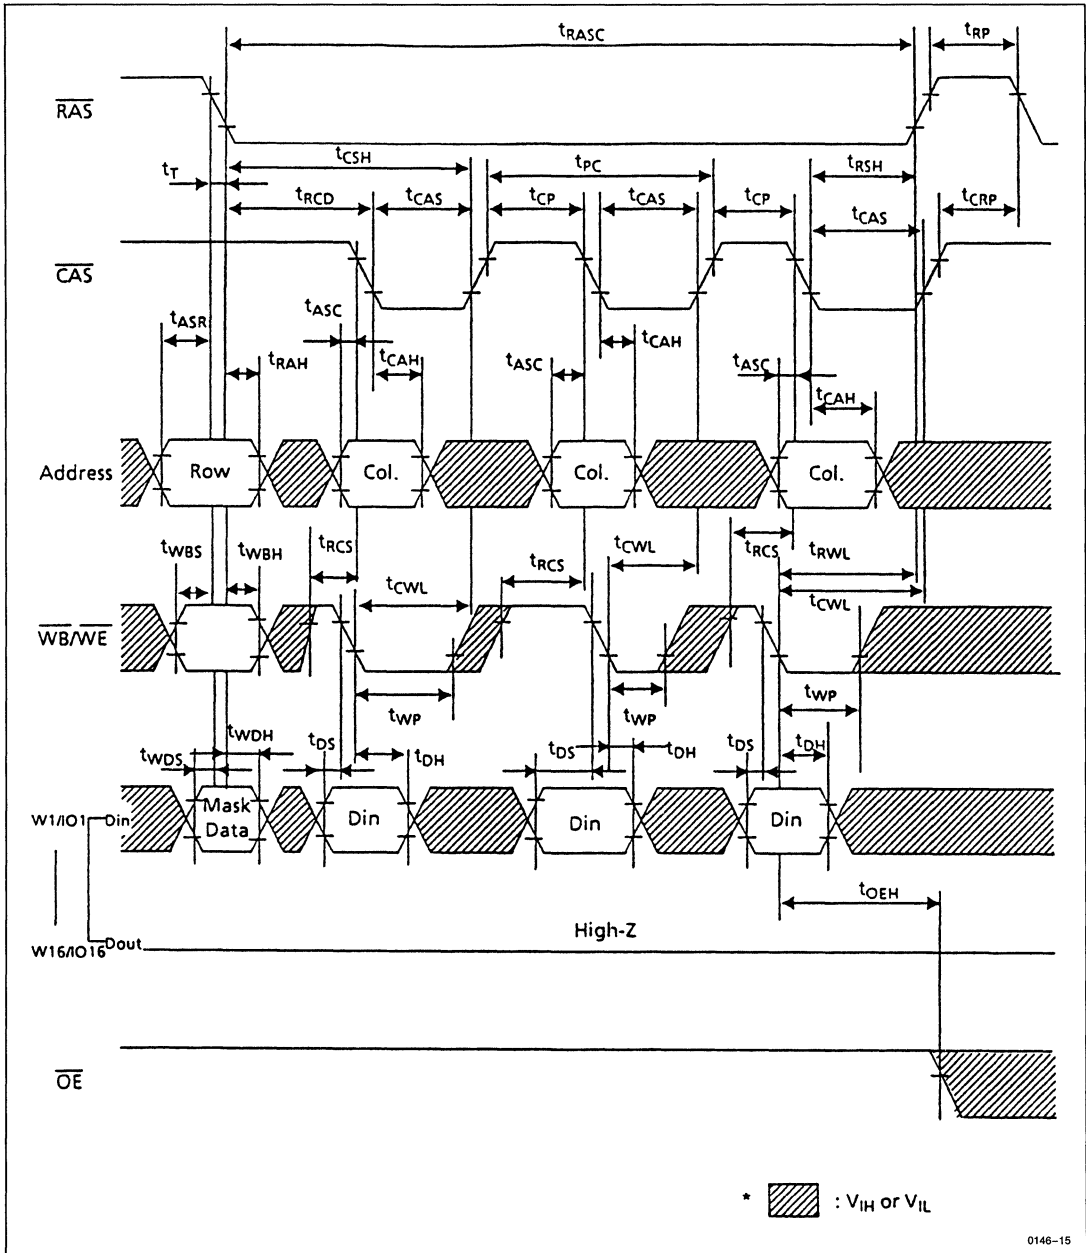 tRASC
tRP
RAS
tCSH
tPC
tRSH
tT
tRCD
tCAS
tCP
tCAS
tCP
tCAS
tCRP
CAS
tASR
tRAH
tASC
tCAH
tASC
tCAH
tASC
tCAH
Address
Row
Col.
Col.
Col.
tWBS
tWBH
tRCS
tCWL
tRCS
tCWL
tRCS
tRWL
tCWL
WB/WE
tWP
tWP
tWP
tWDS
tWDH
tDS
tDH
tDS
tDH
tDS
tDH
W1/IO1 Din
Mask
Data
Din
Din
Din
tOEH
High-Z
W16/IO16 Dout
OE
* : VIH or VIL
0146-15